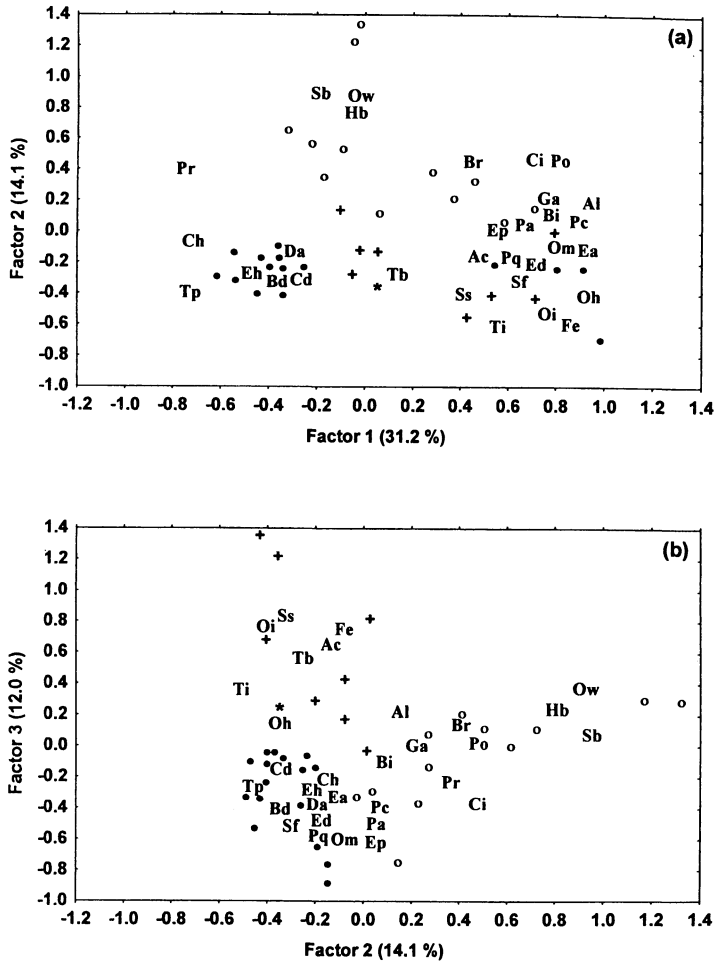 (a)
1.4
1.2
1.0
0.8
0.6
0.4
0.2
0.0
-0.2
-0.4
-0.6
-0.8
-1.0
Factor 2 (14.1 %)
Sb Ow
Hb
Pr Br Ci Po
Ga Al
Bi
Ep Pa Pc
Ch Da Om Ea
Ac Pq Ed
Eh Bd Cd Tb Sf
Tp Ss Oh
Oi
Ti Fe
-1.2 -1.0 -0.8 -0.6 -0.4 -0.2 0.0 0.2 0.4 0.6 0.8 1.0 1.2 1.4
Factor 1 (31.2 %)
(b)
1.4
1.2
1.0
0.8
0.6
0.4
0.2
0.0
-0.2
-0.4
-0.6
-0.8
-1.0
Factor 3 (12.0 %)
Ss
Oi Fe
Ac
Tb
Ti Ow
Al Hb
Oh Br
Ga Po Sb
Bi
Cd
Ch Pr
Tp Eh Ea
Bd Da Pc Ci
Sf Ed Pa
Pq Om Ep
-1.2 -1.0 -0.8 -0.6 -0.4 -0.2 0.0 0.2 0.4 0.6 0.8 1.0 1.2 1.4
Factor 2 (14.1 %)